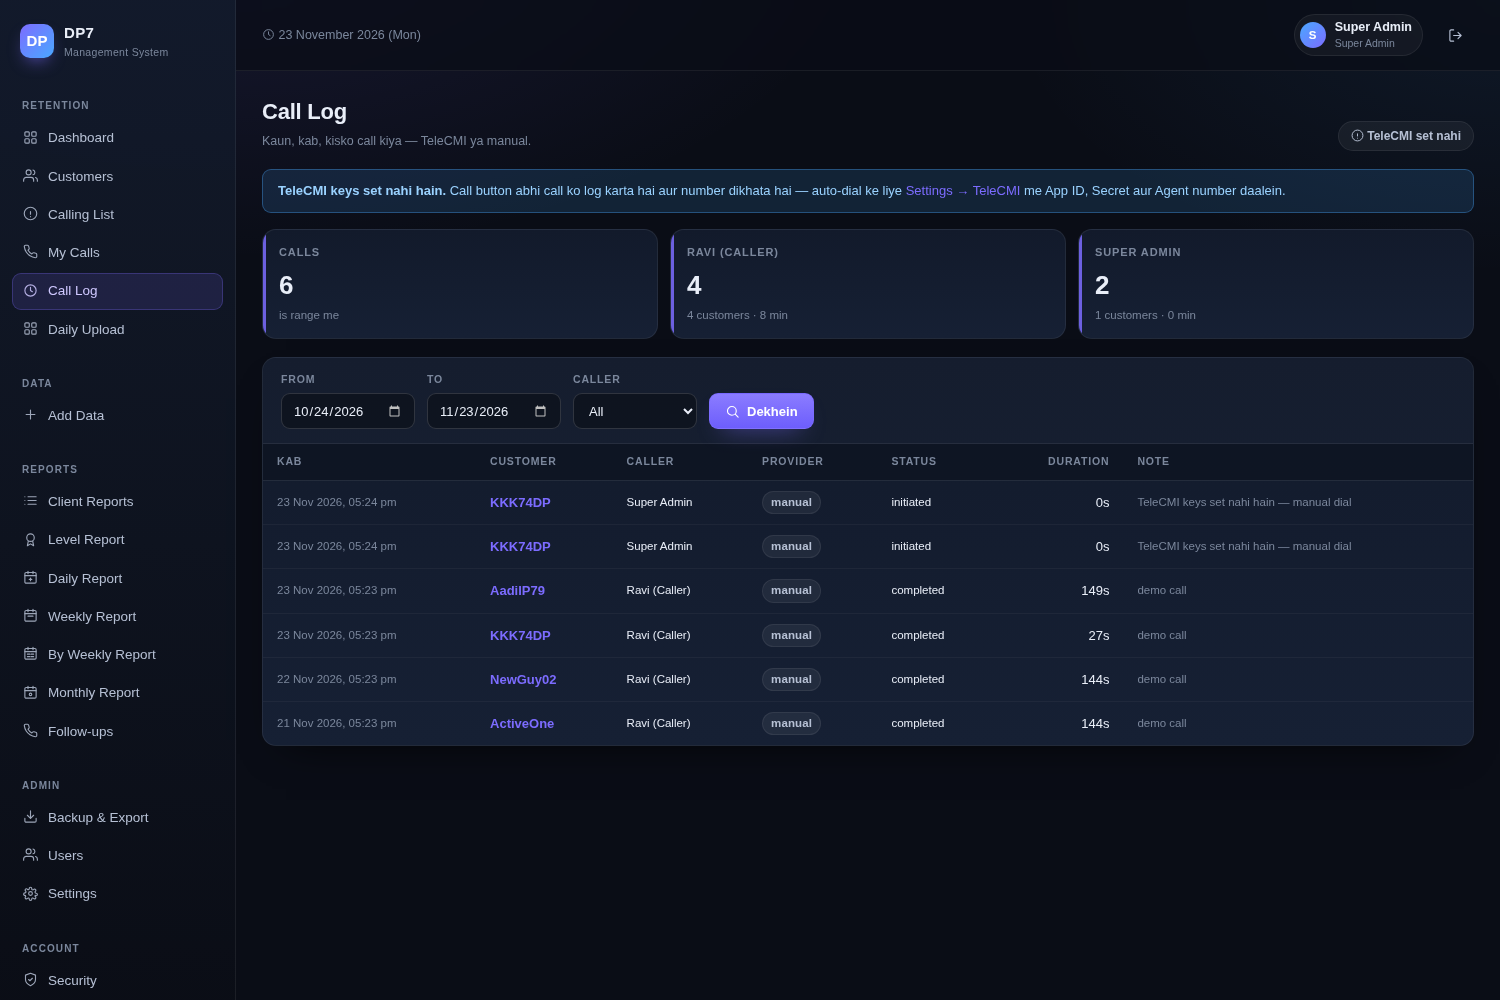 DP
DP7
Management System
RETENTION
Dashboard
Customers
Calling List
My Calls
Call Log
Daily Upload
DATA
Add Data
REPORTS
Client Reports
Level Report
Daily Report
Weekly Report
By Weekly Report
Monthly Report
Follow-ups
ADMIN
Backup & Export
Users
Settings
ACCOUNT
Security
23 November 2026 (Mon)
S
Super Admin
Super Admin
Call Log
Kaun, kab, kisko call kiya — TeleCMI ya manual.
TeleCMI set nahi
TeleCMI keys set nahi hain. Call button abhi call ko log karta hai aur number dikhata hai — auto-dial ke liye Settings → TeleCMI me App ID, Secret aur Agent number daalein.
CALLS
6
is range me
RAVI (CALLER)
4
4 customers · 8 min
SUPER ADMIN
2
1 customers · 0 min
FROM TO CALLER
10/24/2026 11/23/2026 All Dekhein
KAB CUSTOMER CALLER PROVIDER STATUS DURATION NOTE
23 Nov 2026, 05:24 pm KKK74DP Super Admin manual initiated 0s TeleCMI keys set nahi hain — manual dial
23 Nov 2026, 05:24 pm KKK74DP Super Admin manual initiated 0s TeleCMI keys set nahi hain — manual dial
23 Nov 2026, 05:23 pm AadiIP79 Ravi (Caller) manual completed 149s demo call
23 Nov 2026, 05:23 pm KKK74DP Ravi (Caller) manual completed 27s demo call
22 Nov 2026, 05:23 pm NewGuy02 Ravi (Caller) manual completed 144s demo call
21 Nov 2026, 05:23 pm ActiveOne Ravi (Caller) manual completed 144s demo call